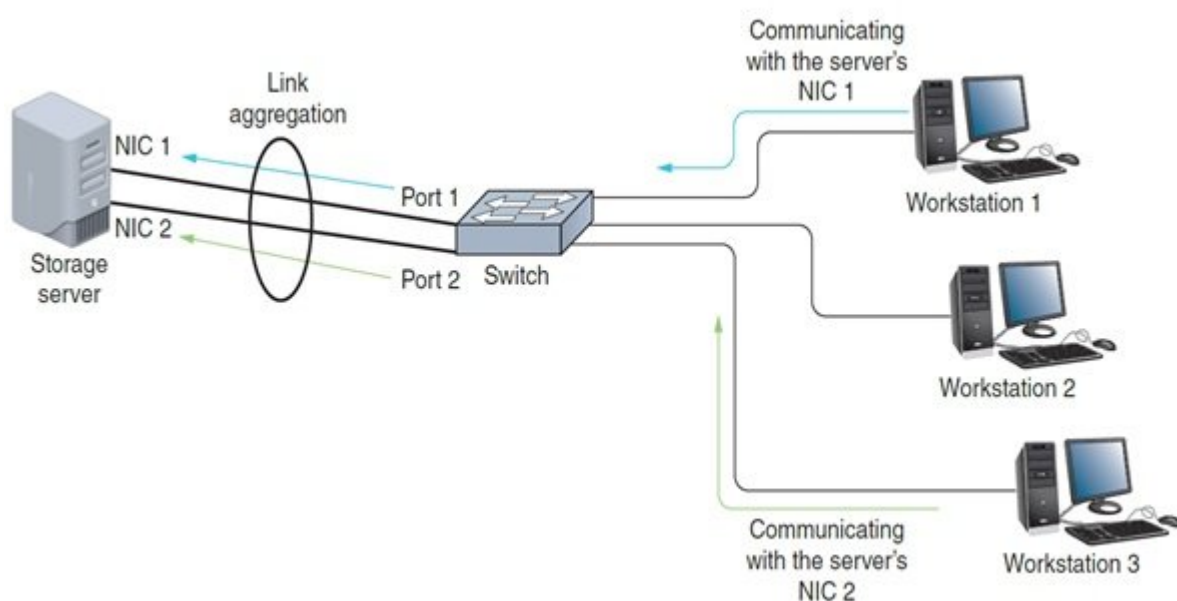 Communicating
with the server's
NIC 1
Link
aggregation
NIC 1
Port 1
Workstation 1
NIC 2
Port 2
Switch
Storage
server
Workstation 2
Communicating
with the server's
NIC 2
Workstation 3